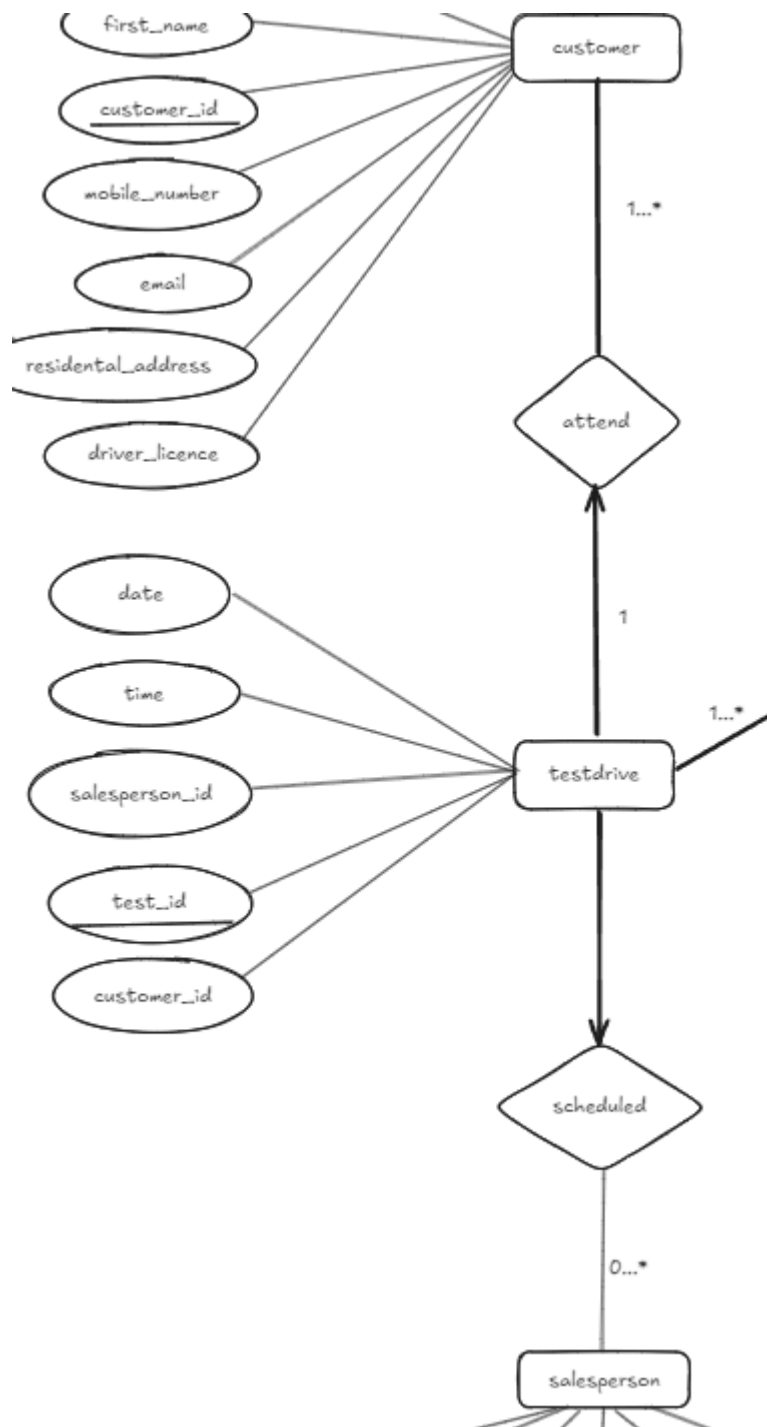 first_name
customer
customer_id
mobile_number
1...*
email
residental_address
attend
driver_licence
date
1
time
1...*
testdrive
salesperson_id
test_id
customer_id
scheduled
0...*
salesperson